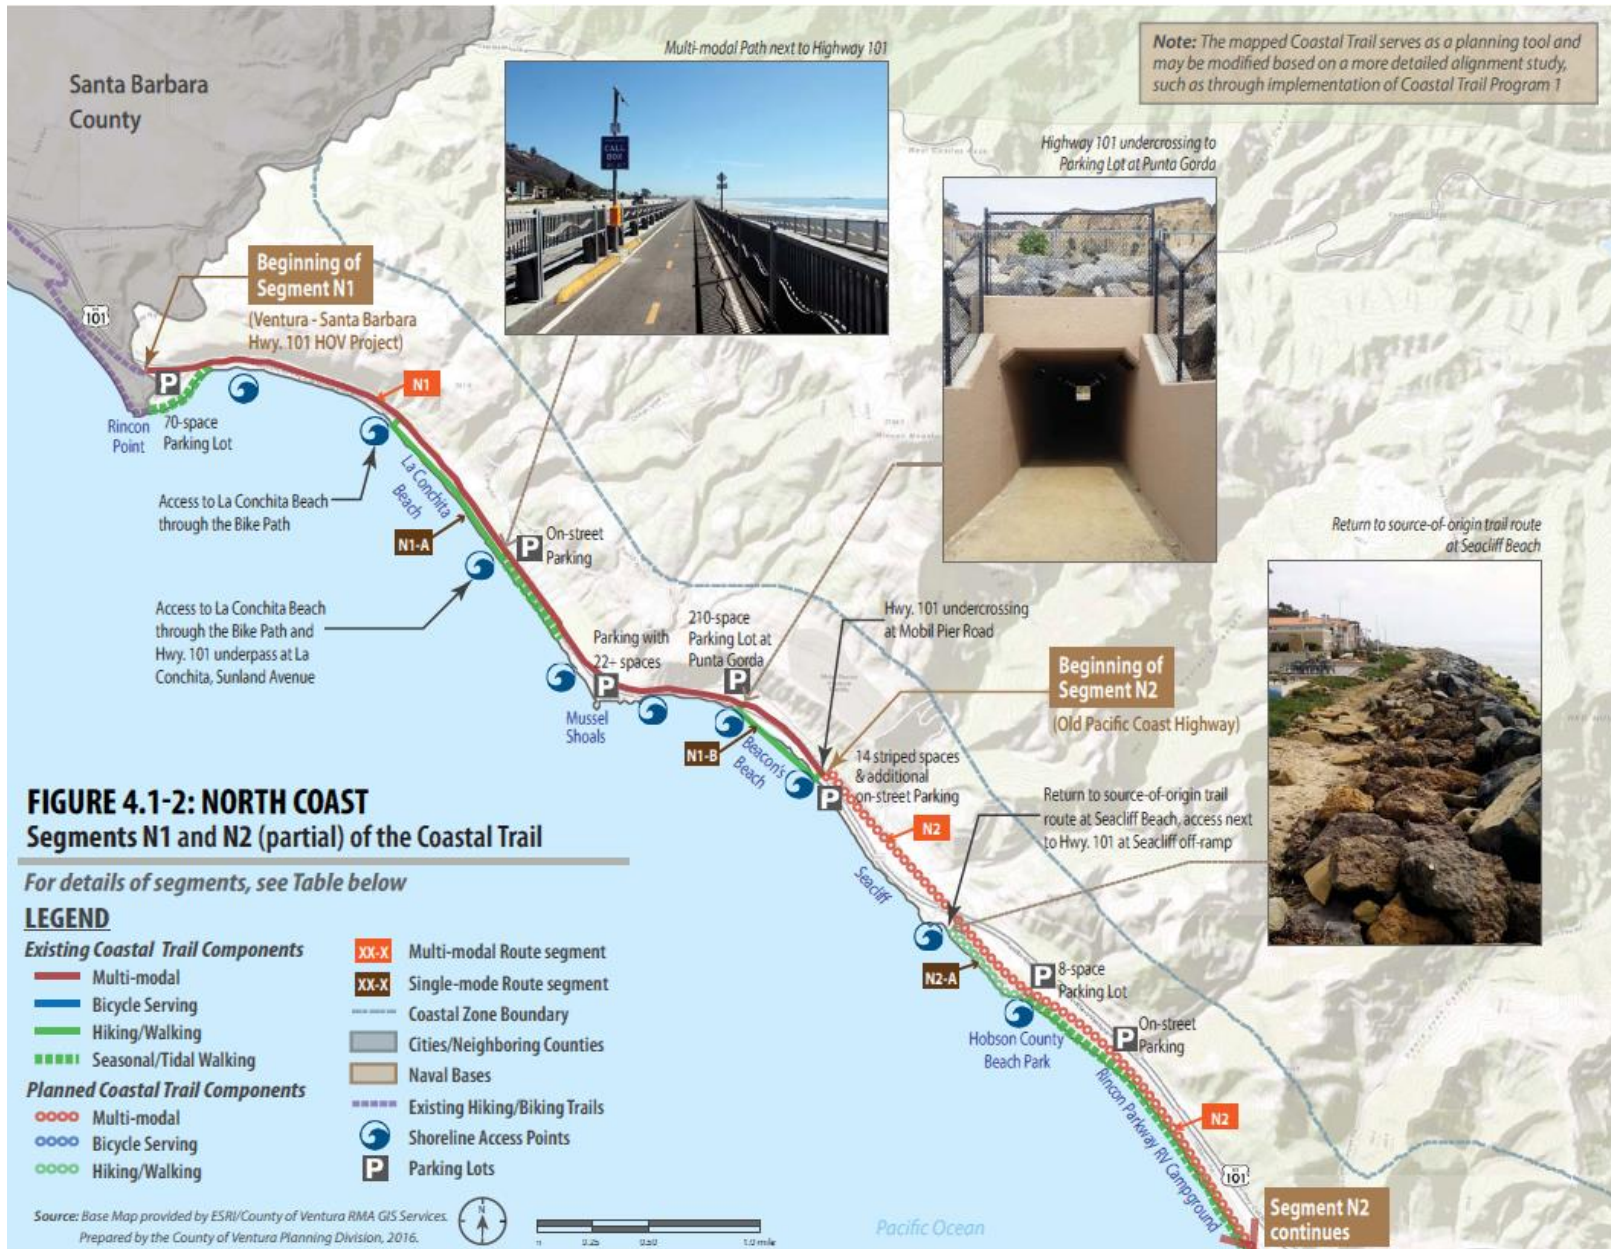 Santa Barbara
County
Multi-modal Path next to Highway 101
CALL
BOX
Note: The mapped Coastal Trail serves as a planning tool and
may be modified based on a more detailed alignment study,
such as through implementation of Coastal Trail Program 1
Highway 101 undercrossing to
Parking Lot at Punta Gorda
Beginning of
Segment N1
(Ventura - Santa Barbara
Hwy. 101 HOV Project)
101
N1
P
Rincon
Point
70-space
Parking Lot
La Conchita
Beach
Access to La Conchita Beach
through the Bike Path
N1-A
P
On-street
Parking
Access to La Conchita Beach
through the Bike Path and
Hwy. 101 underpass at La
Conchita, Sunland Avenue
Parking with
22+ spaces
P
210-space
Parking Lot at
Punta Gorda
P
Hwy. 101 undercrossing
at Mobil Pier Road
Return to source-of-origin trail route
at Seacliff Beach
Beginning of
Segment N2
(Old Pacific Coast Highway)
Mussel
Shoals
N1-B
Beacon's
Beach
P
14 striped spaces
& additional
on-street Parking
N2
Return to source-of-origin trail
route at Seacliff Beach, access next
to Hwy. 101 at Seacliff off-ramp
Seacliff
N2-A
P
8-space
Parking Lot
Hobson County
Beach Park
P
On-street
Parking
Rincon Parkway RV Campground
N2
101
Segment N2
continues
Pacific Ocean
FIGURE 4.1-2: NORTH COAST
Segments N1 and N2 (partial) of the Coastal Trail
For details of segments, see Table below
LEGEND
Existing Coastal Trail Components
Multi-modal
Bicycle Serving
Hiking/Walking
Seasonal/Tidal Walking
Planned Coastal Trail Components
Multi-modal
Bicycle Serving
Hiking/Walking
XX-X Multi-modal Route segment
XX-X Single-mode Route segment
Coastal Zone Boundary
Cities/Neighboring Counties
Naval Bases
Existing Hiking/Biking Trails
Shoreline Access Points
P Parking Lots
Source: Base Map provided by ESRI/County of Ventura RMA GIS Services.
Prepared by the County of Ventura Planning Division, 2016.
N
0.25 0.50 1.0 mile